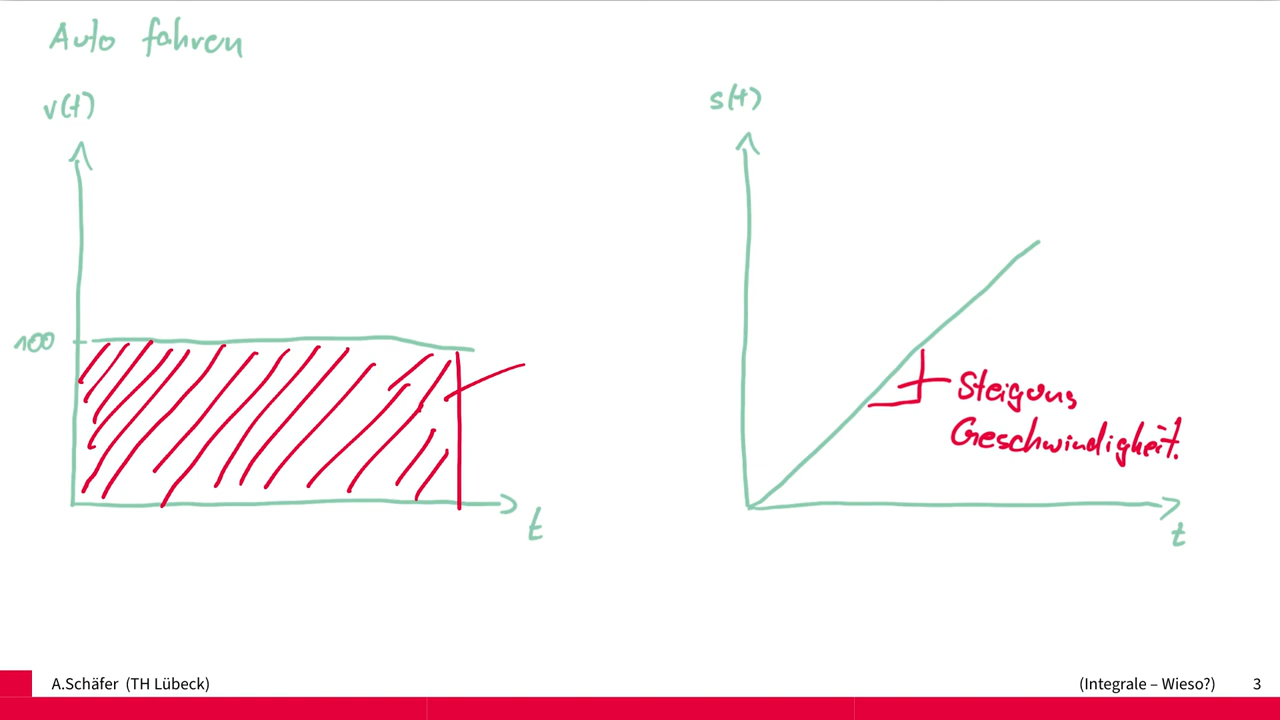 Auto fahren
v(t)
100
t
s(t)
Steigung
Geschwindigkeit!
t
A.Schäfer (TH Lübeck)
(Integrale – Wieso?)
3